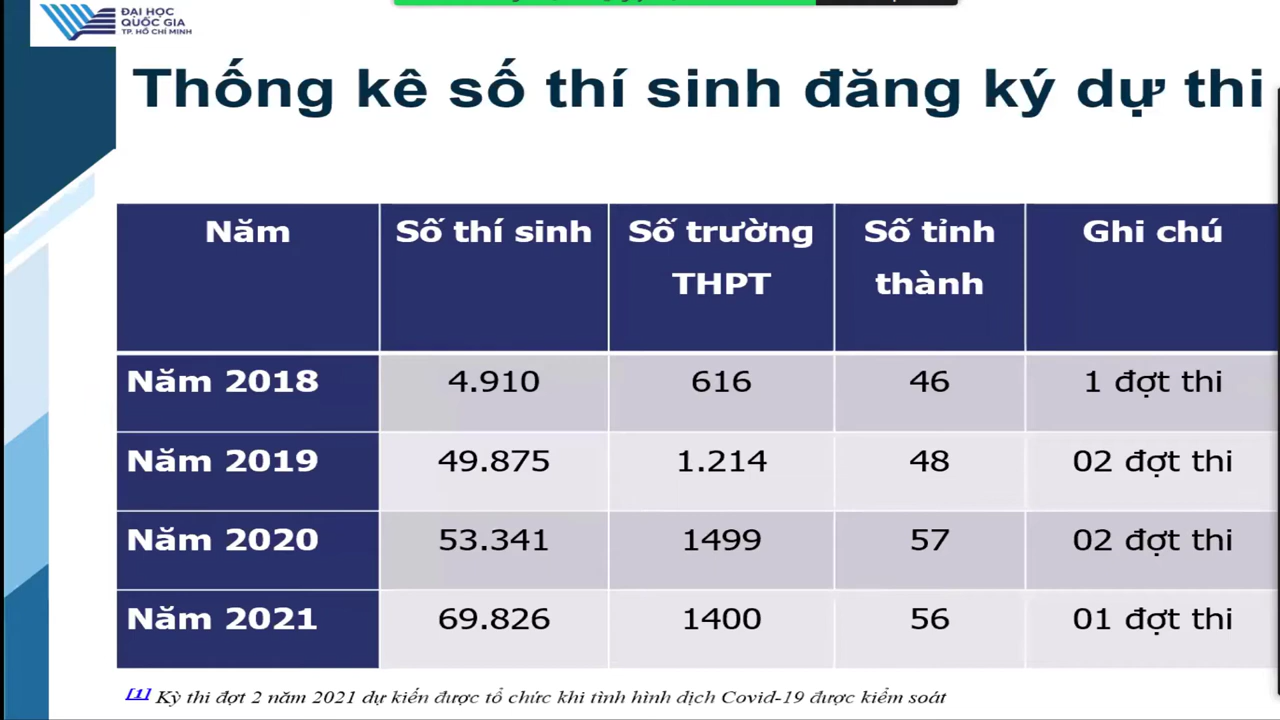 ĐẠI HỌC
QUỐC GIA
TP. HỒ CHÍ MINH
Thống kê số thí sinh đăng ký dự thi
Năm Số thí sinh Số trường THPT Số tỉnh thành Ghi chú
Năm 2018 4.910 616 46 1 đợt thi
Năm 2019 49.875 1.214 48 02 đợt thi
Năm 2020 53.341 1499 57 02 đợt thi
Năm 2021 69.826 1400 56 01 đợt thi
[1] Kỳ thi đợt 2 năm 2021 dự kiến được tổ chức khi tình hình dịch Covid-19 được kiểm soát